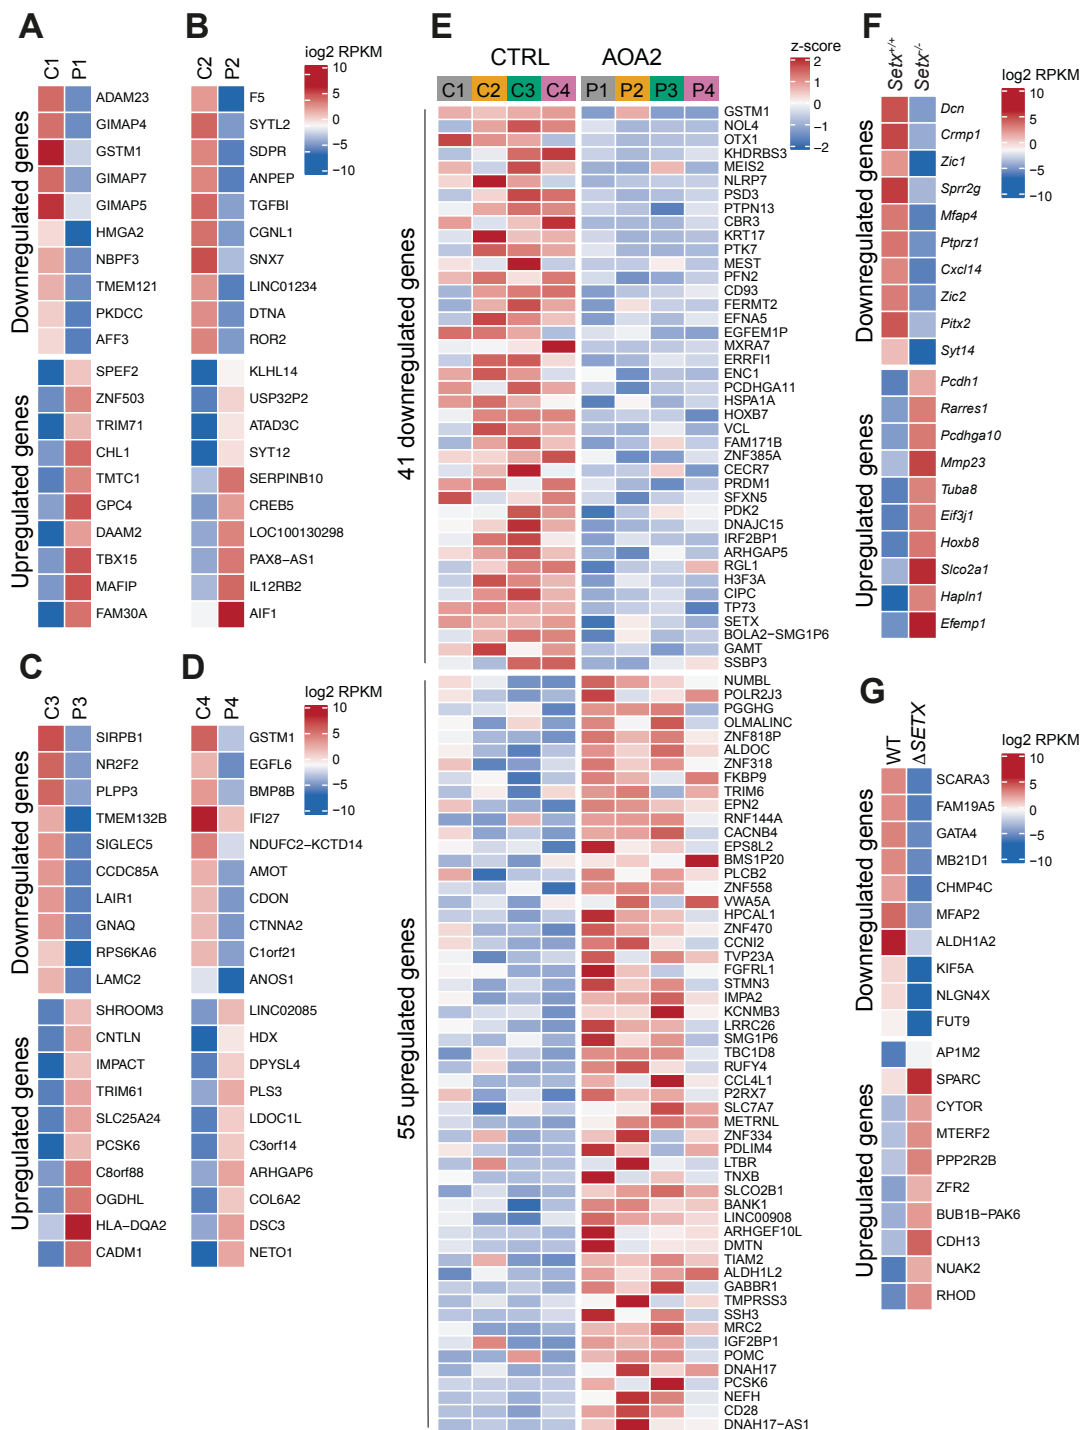 A
C1
P1
Downregulated genes
ADAM23
GIMAP4
GSTM1
GIMAP7
GIMAP5
HMGA2
NBPF3
TMEM121
PKDCC
AFF3
Upregulated genes
SPEF2
ZNF503
TRIM71
CHL1
TMTC1
GPC4
DAAM2
TBX15
MAFIP
FAM30A
B
C2
P2
F5
SYTL2
SDPR
ANPEP
TGFBI
CGNL1
SNX7
LINC01234
DTNA
ROR2
KLHL14
USP32P2
ATAD3C
SYT12
SERPINB10
CREB5
LOC100130298
PAX8−AS1
IL12RB2
AIF1
iog2 RPKM
10
5
0
−5
−10
C
C3
P3
Downregulated genes
SIRPB1
NR2F2
PLPP3
TMEM132B
SIGLEC5
CCDC85A
LAIR1
GNAQ
RPS6KA6
LAMC2
Upregulated genes
SHROOM3
CNTLN
IMPACT
TRIM61
SLC25A24
PCSK6
C8orf88
OGDHL
HLA−DQA2
CADM1
D
C4
P4
GSTM1
EGFL6
BMP8B
IFI27
NDUFC2−KCTD14
AMOT
CDON
CTNNA2
C1orf21
ANOS1
LINC02085
HDX
DPYSL4
PLS3
LDOC1L
C3orf14
ARHGAP6
COL6A2
DSC3
NETO1
log2 RPKM
10
5
0
−5
−10
E
CTRL
AOA2
C1 C2 C3 C4 P1 P2 P3 P4
z-score
2
1
0
−1
−2
41 downregulated genes
GSTM1
NOL4
OTX1
KHDRBS3
MEIS2
NLRP7
PSD3
PTPN13
CBR3
KRT17
PTK7
MEST
PFN2
CD93
FERMT2
EFNA5
EGFEM1P
MXRA7
ERRFI1
ENC1
PCDHGA11
HSPA1A
HOXB7
VCL
FAM171B
ZNF385A
CECR7
PRDM1
SFXN5
PDK2
DNAJC15
IRF2BP1
ARHGAP5
RGL1
H3F3A
CIPC
TP73
SETX
BOLA2−SMG1P6
GAMT
SSBP3
55 upregulated genes
NUMBL
POLR2J3
PGGHG
OLMALINC
ZNF818P
ALDOC
ZNF318
FKBP9
TRIM6
EPN2
RNF144A
CACNB4
EPS8L2
BMS1P20
PLCB2
ZNF558
VWA5A
HPCAL1
ZNF470
CCNI2
TVP23A
FGFRL1
STMN3
IMPA2
KCNMB3
LRRC26
SMG1P6
TBC1D8
RUFY4
CCL4L1
P2RX7
SLC7A7
METRNL
ZNF334
PDLIM4
LTBR
TNXB
SLCO2B1
BANK1
LINC00908
ARHGEF10L
DMTN
TIAM2
ALDH1L2
GABBR1
TMPRSS3
SSH3
MRC2
IGF2BP1
POMC
DNAH17
PCSK6
NEFH
CD28
DNAH17−AS1
F
Setx+/+
Setx−/−
Downregulated genes
Dcn
Crmp1
Zic1
Sprr2g
Mfap4
Ptprz1
Cxcl14
Zic2
Pitx2
Syt14
Upregulated genes
Pcdh1
Rarres1
Pcdhga10
Mmp23
Tuba8
Eif3j1
Hoxb8
Slco2a1
Hapln1
Efemp1
log2 RPKM
10
5
0
−5
−10
G
WT
ΔSETX
Downregulated genes
SCARA3
FAM19A5
GATA4
MB21D1
CHMP4C
MFAP2
ALDH1A2
KIF5A
NLGN4X
FUT9
Upregulated genes
AP1M2
SPARC
CYTOR
MTERF2
PPP2R2B
ZFR2
BUB1B−PAK6
CDH13
NUAK2
RHOD
log2 RPKM
10
5
0
−5
−10